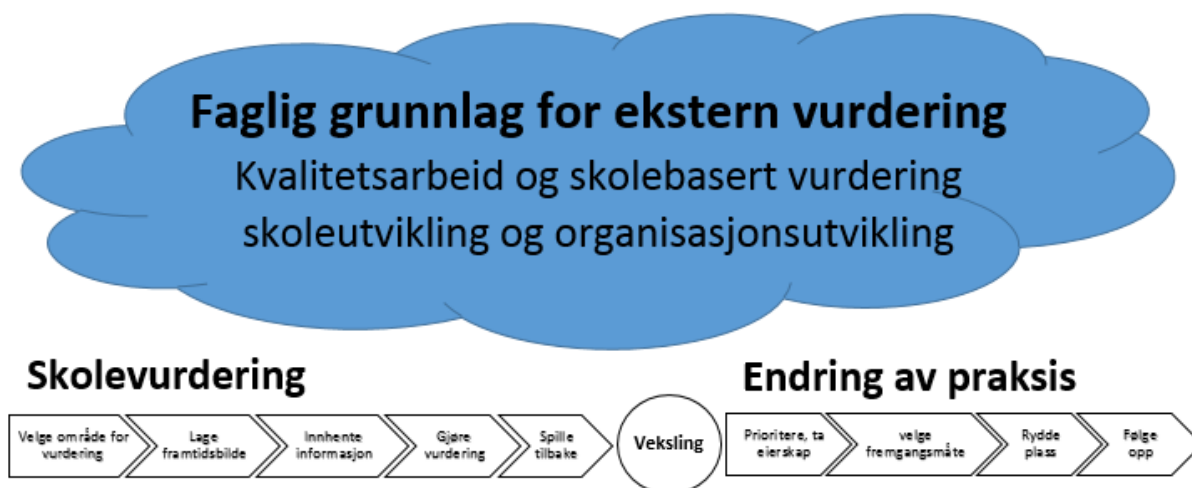 Faglig grunnlag for ekstern vurdering
Kvalitetsarbeid og skolebasert vurdering
skoleutvikling og organisasjonsutvikling
Skolevurdering
Endring av praksis
Velge område for
vurdering
Lage
framtidsbilde
Innhente
informasjon
Gjøre
vurdering
Spille
tilbake
Veksling
Prioritere, ta
eierskap
velge
fremgangsmåte
Rydde
plass
Følge
opp